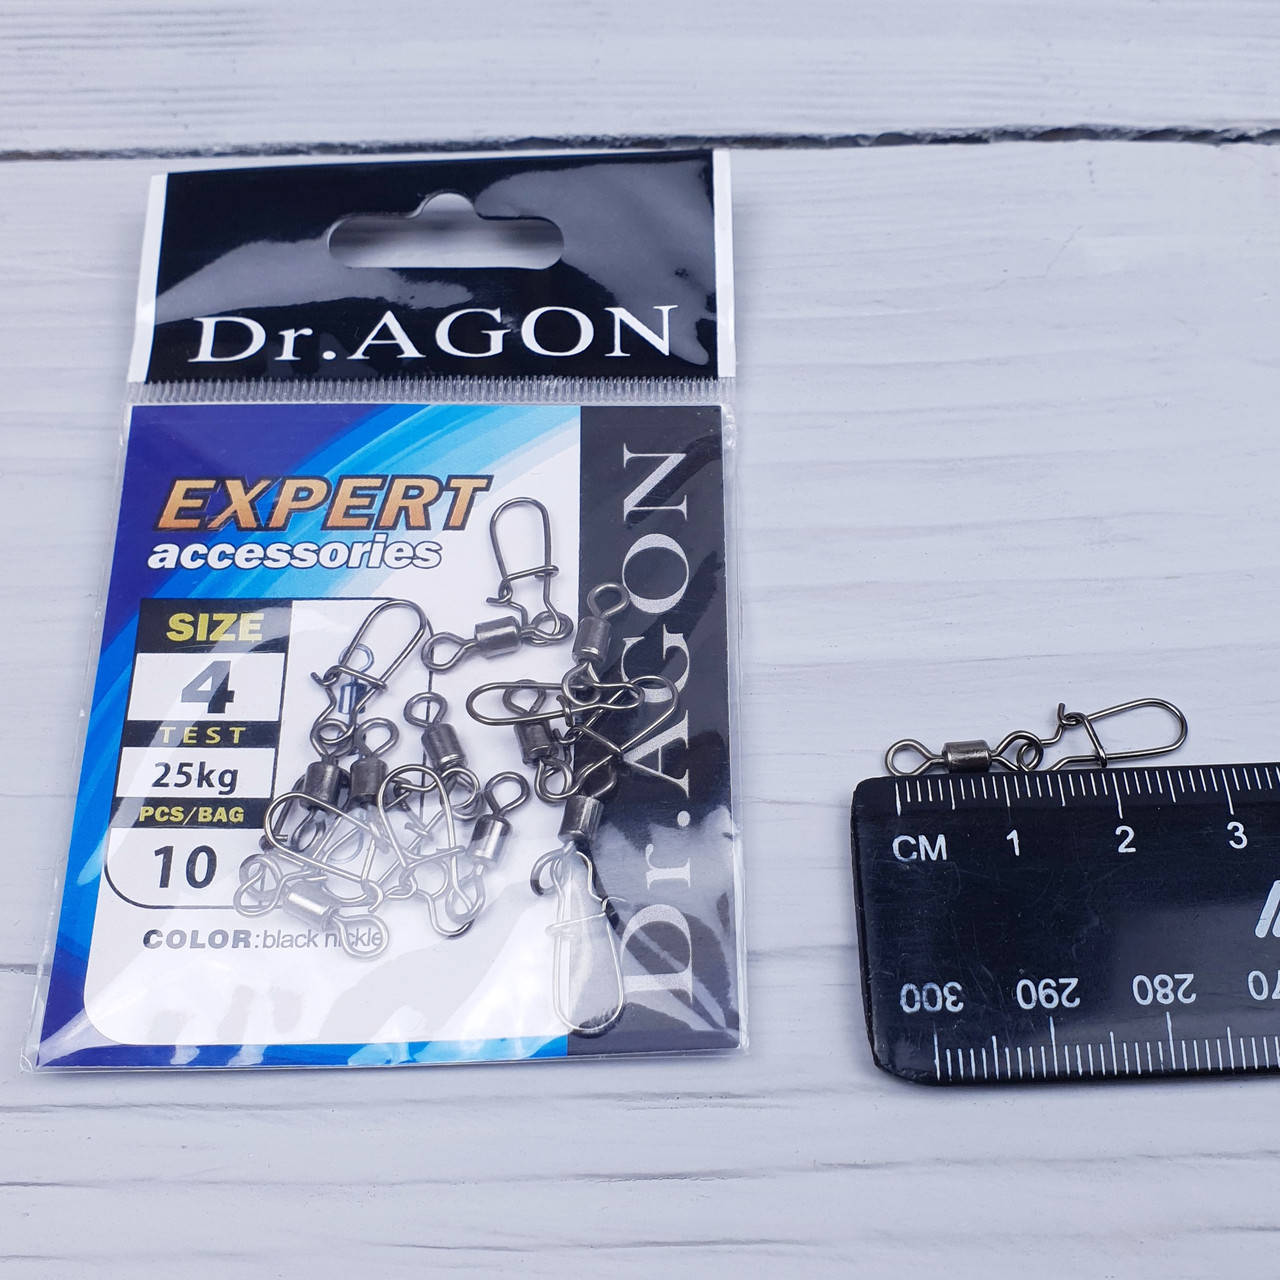 Dr.AGON
EXPERT
accessories
SIZE
4
TEST
25kg
PCS/BAG
10
COLOR: black nickle
Dr.AGON
CM 1 2 3
300 290 280